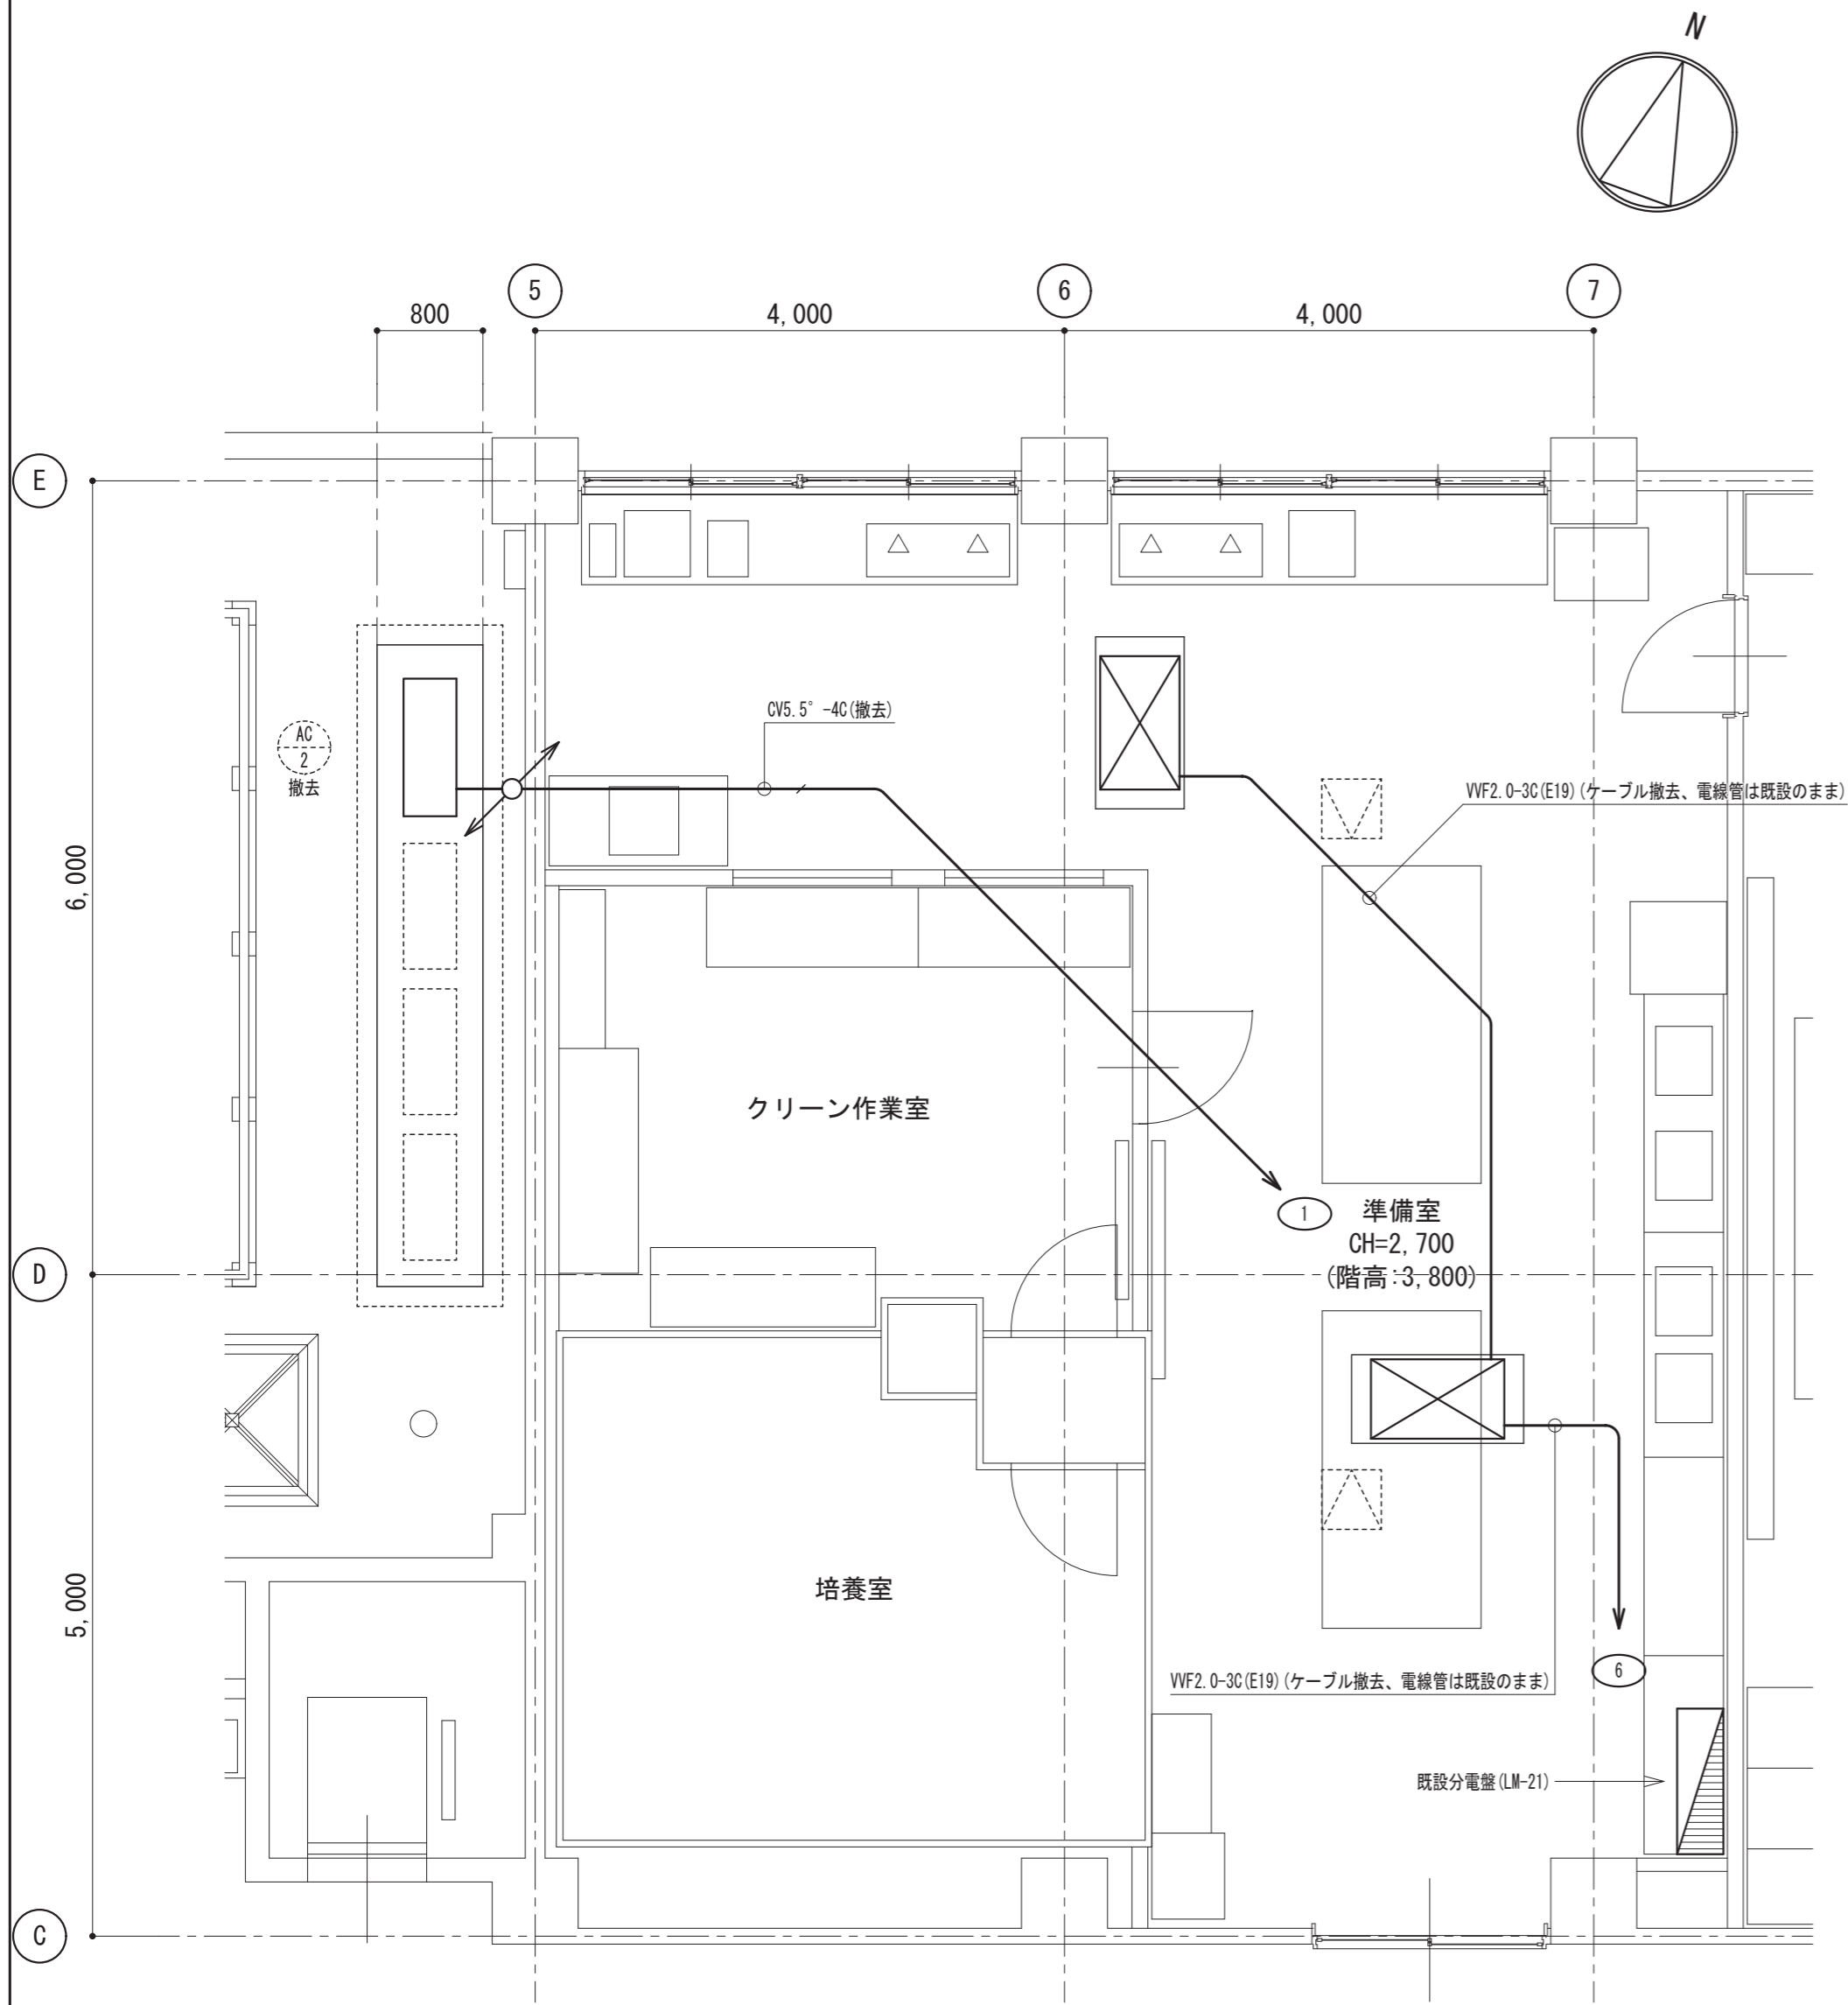 N
5
6
7
800
4,000
4,000
E
CV5.5°-4C(撤去)
AC
2
撤去
VVF2.0-3C(E19)(ケーブル撤去、電線管は既設のまま)
6,000
クリーン作業室
1
準備室
CH=2,700
(階高:3,800)
D
培養室
5,000
6
VVF2.0-3C(E19)(ケーブル撤去、電線管は既設のまま)
既設分電盤(LM-21)
C